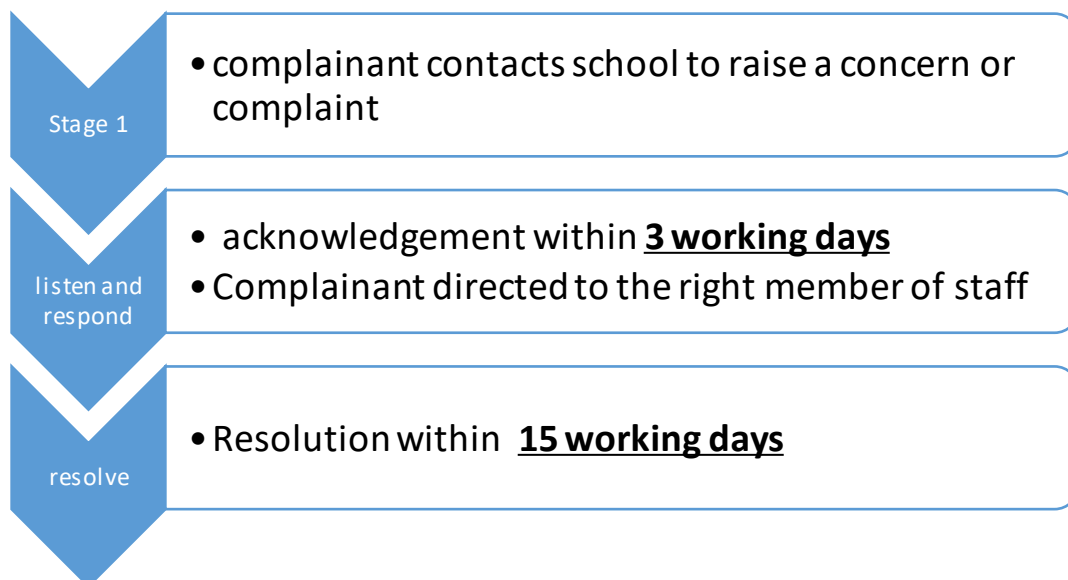 Stage 1
• complainant contacts school to raise a concern or
complaint
listen and
respond
• acknowledgement within 3 working days
• Complainant directed to the right member of staff
resolve
• Resolution within 15 working days